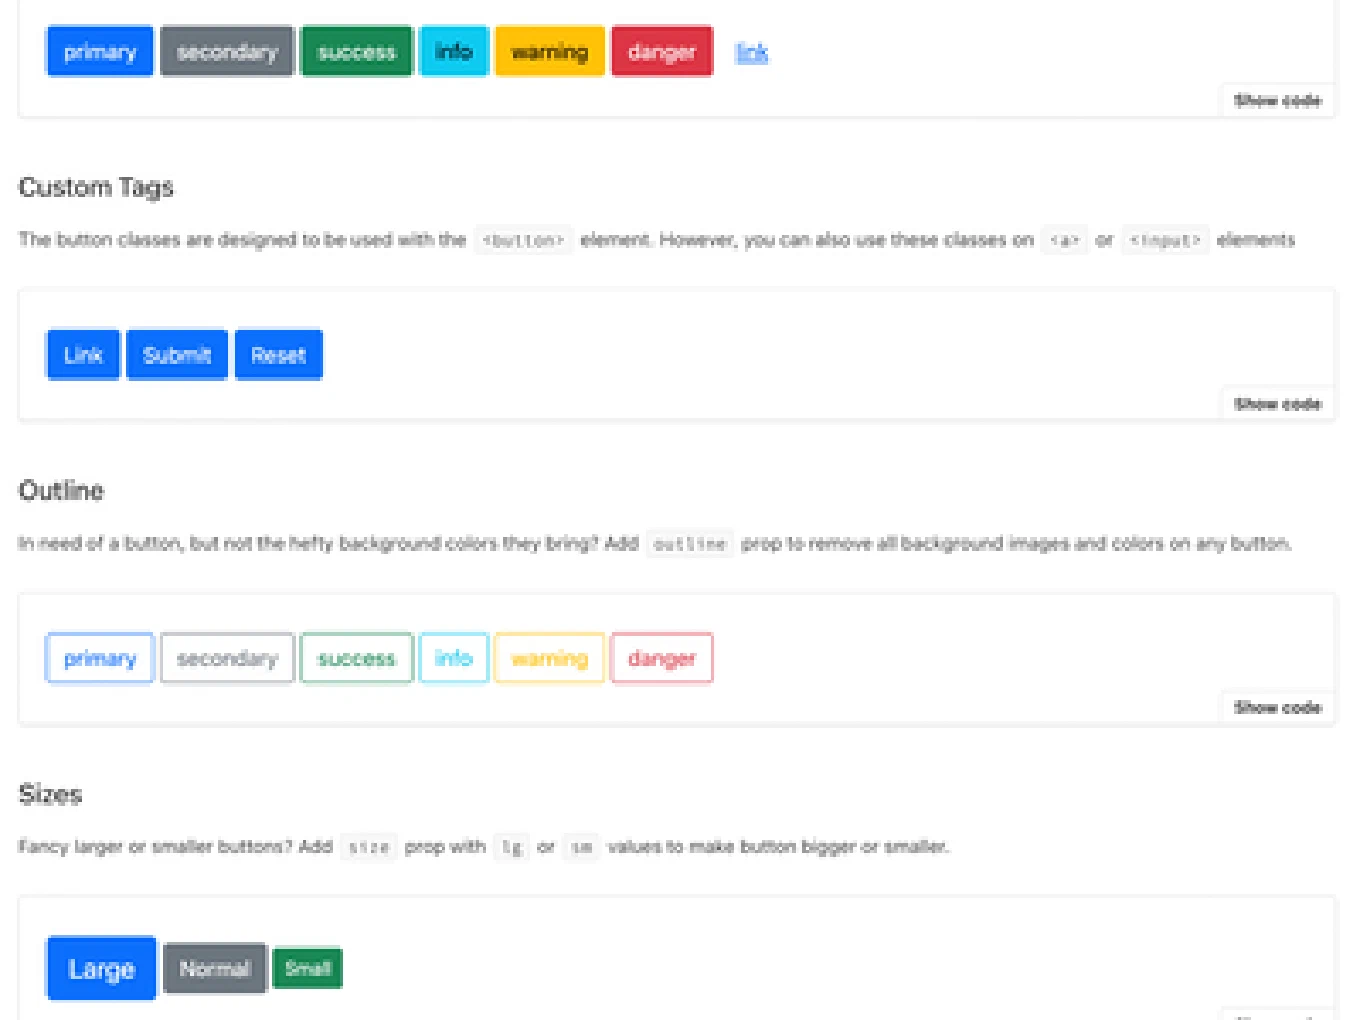 primary secondary success info warning danger link
Show code
Custom Tags
The button classes are designed to be used with the <button> element. However, you can also use these classes on <a> or <input> elements
Link Submit Reset
Show code
Outline
In need of a button, but not the hefty background colors they bring? Add outline prop to remove all background images and colors on any button.
primary secondary success info warning danger
Show code
Sizes
Fancy larger or smaller buttons? Add size prop with lg or sm values to make button bigger or smaller.
Large Normal Small